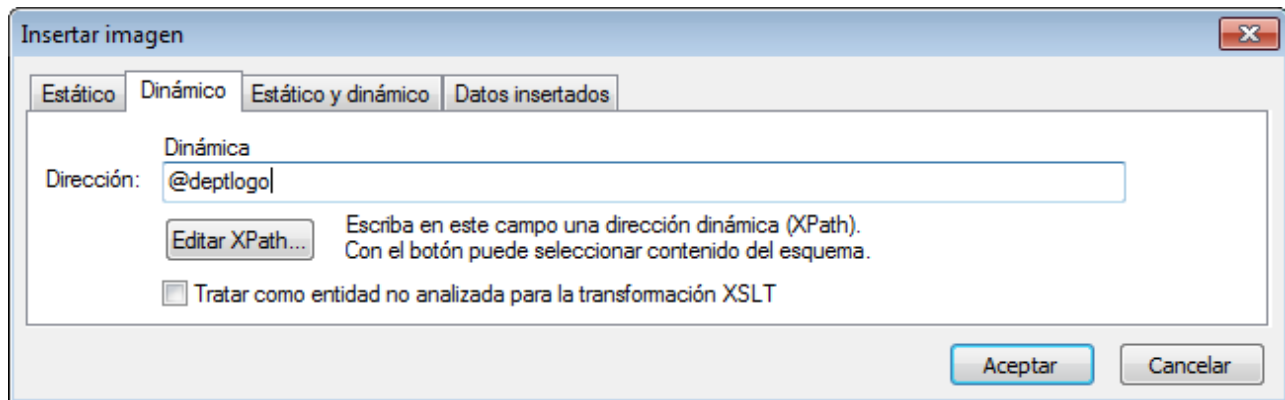 Insertar imagen
Estático Dinámico Estático y dinámico Datos insertados
Dinámica
Dirección: @deptlogo
Editar XPath... Escriba en este campo una dirección dinámica (XPath).
Con el botón puede seleccionar contenido del esquema.
Tratar como entidad no analizada para la transformación XSLT
Aceptar Cancelar